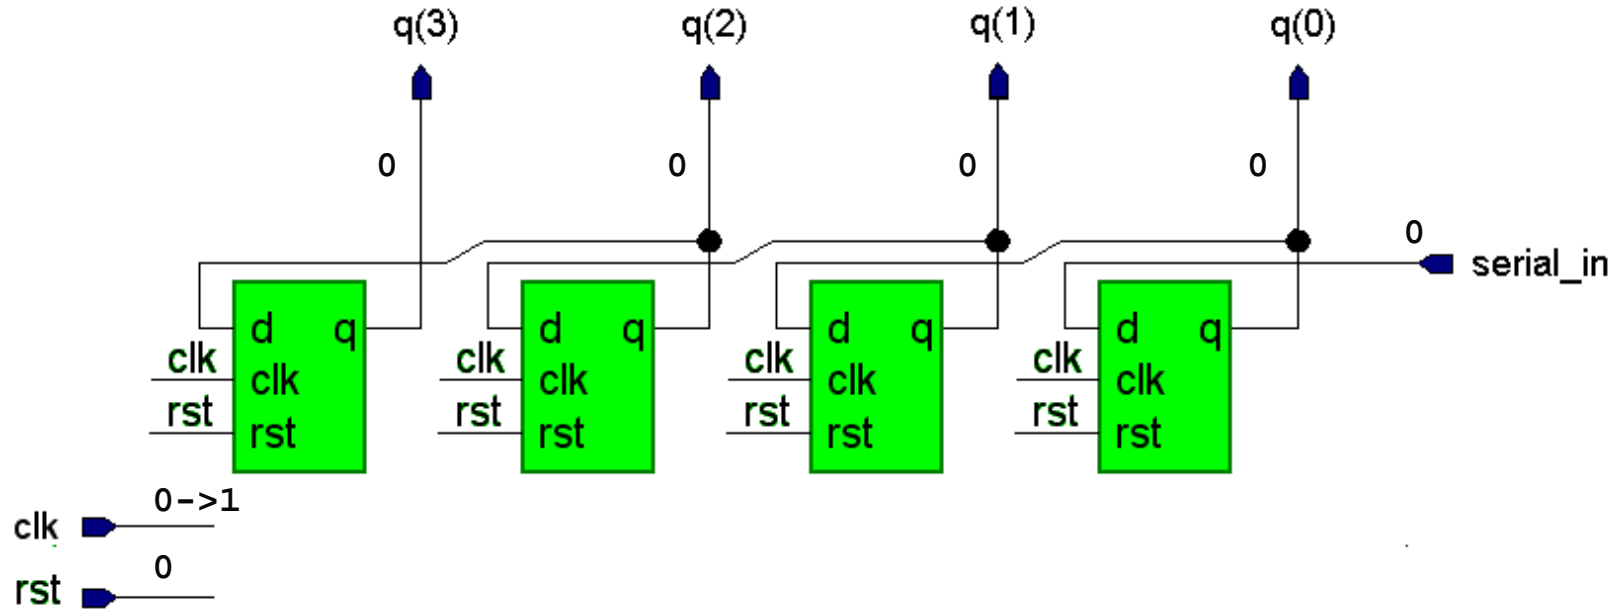 q(3) q(2) q(1) q(0)
0 0 0 0
0
serial_in
d q d q d q d q
clk clk clk clk
clk clk clk clk
rst rst rst rst
rst rst rst rst
0->1
clk
0
rst